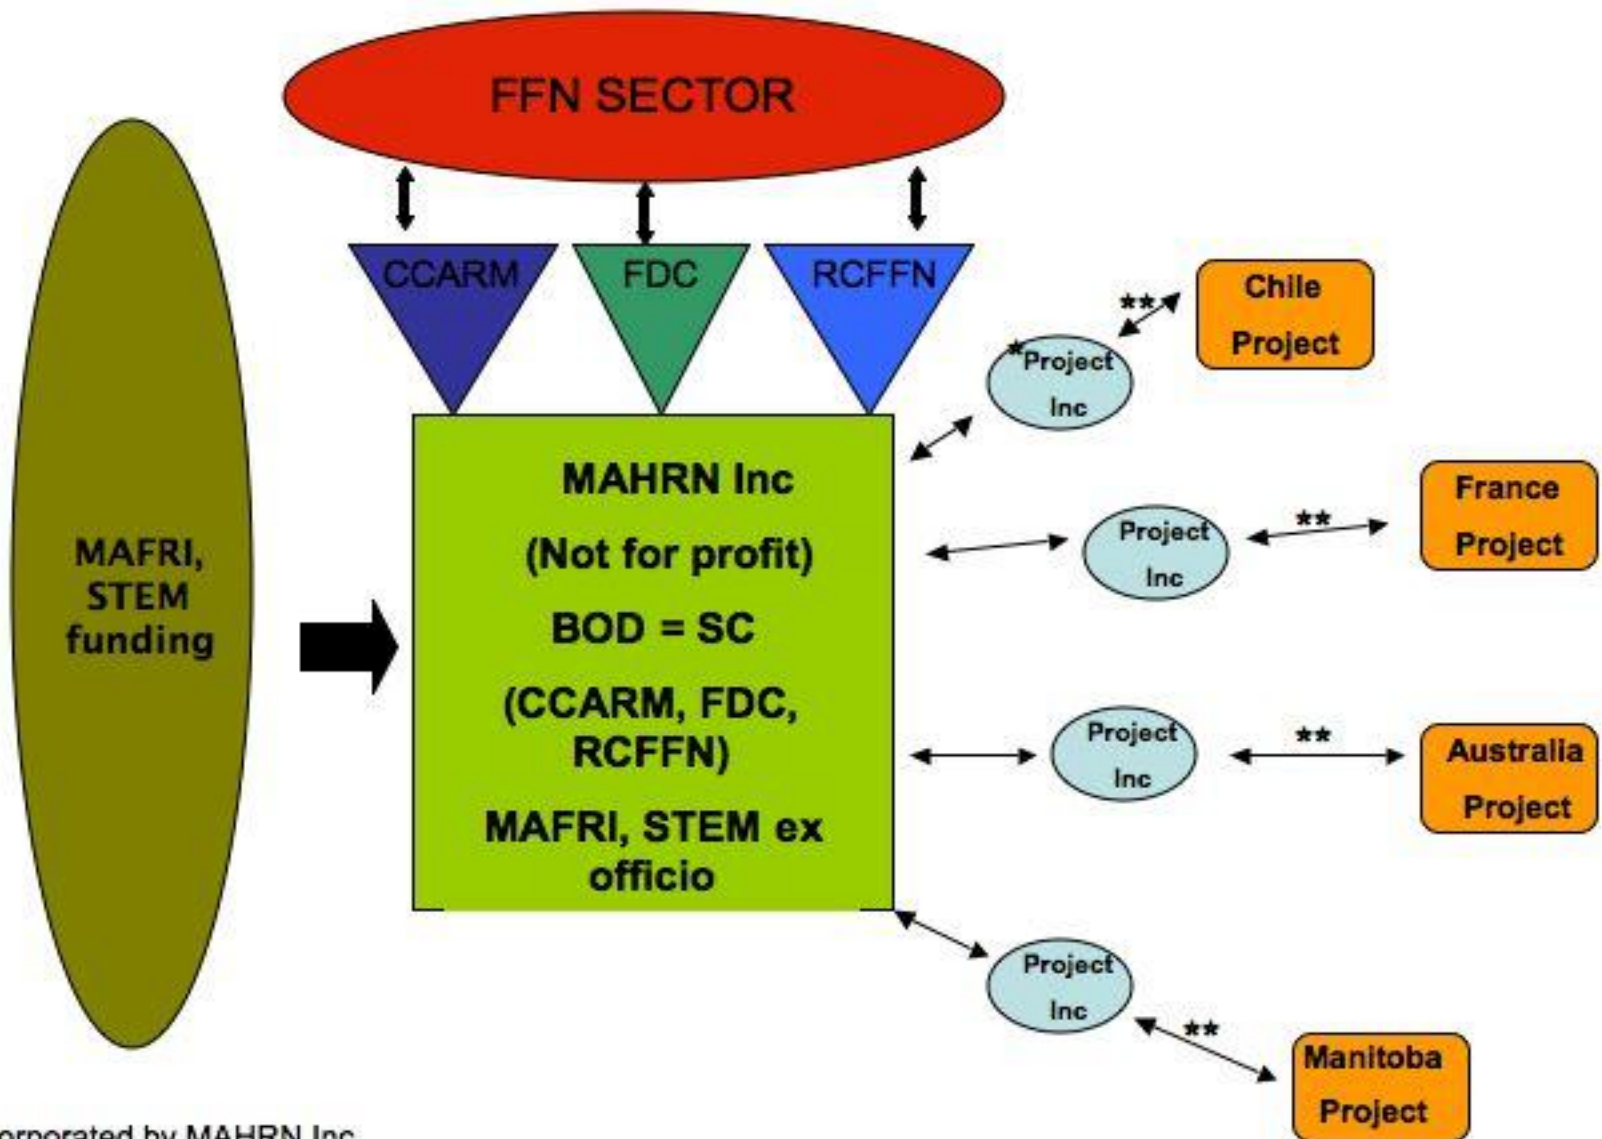 FFN SECTOR
CCARM
FDC
RCFFN
MAFRI,
STEM
funding
MAHRN Inc
(Not for profit)
BOD = SC
(CCARM, FDC,
RCFFN)
MAFRI, STEM ex
officio
*Project
Inc
**
Chile
Project
Project
Inc
**
France
Project
Project
Inc
**
Australia
Project
Project
Inc
**
Manitoba
Project
by MAHRN Inc